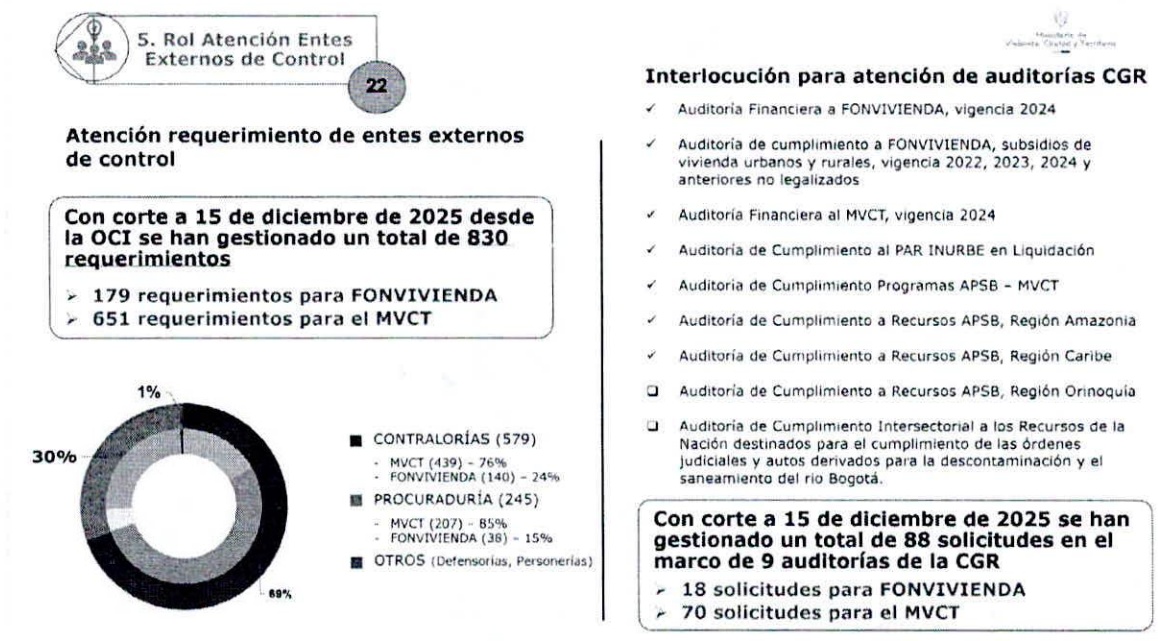 5. Rol Atención Entes
Externos de Control
22
Atención requerimiento de entes externos
de control
Con corte a 15 de diciembre de 2025 desde
la OCI se han gestionado un total de 830
requerimientos
➢ 179 requerimientos para FONVIVIENDA
➢ 651 requerimientos para el MVCT
1%
30%
69%
CONTRALORÍAS (579)
- MVCT (439) – 76%
- FONVIVIENDA (140) – 24%
PROCURADURÍA (245)
- MVCT (207) – 85%
- FONVIVIENDA (38) – 15%
OTROS (Defensorías, Personerías)
Ministerio de
Vivienda, Ciudad y Territorio
Interlocución para atención de auditorías CGR
✓ Auditoría Financiera a FONVIVIENDA, vigencia 2024
✓ Auditoría de cumplimiento a FONVIVIENDA, subsidios de
vivienda urbanos y rurales, vigencia 2022, 2023, 2024 y
anteriores no legalizados
✓ Auditoría Financiera al MVCT, vigencia 2024
✓ Auditoría de Cumplimiento al PAR INURBE en Liquidación
✓ Auditoría de Cumplimiento Programas APSB – MVCT
✓ Auditoría de Cumplimiento a Recursos APSB, Región Amazonia
✓ Auditoría de Cumplimiento a Recursos APSB, Región Caribe
❑ Auditoría de Cumplimiento a Recursos APSB, Región Orinoquía
❑ Auditoría de Cumplimiento Intersectorial a los Recursos de la
Nación destinados para el cumplimiento de las órdenes
judiciales y autos derivados para la descontaminación y el
saneamiento del rio Bogotá.
Con corte a 15 de diciembre de 2025 se han
gestionado un total de 88 solicitudes en el
marco de 9 auditorías de la CGR
➢ 18 solicitudes para FONVIVIENDA
➢ 70 solicitudes para el MVCT